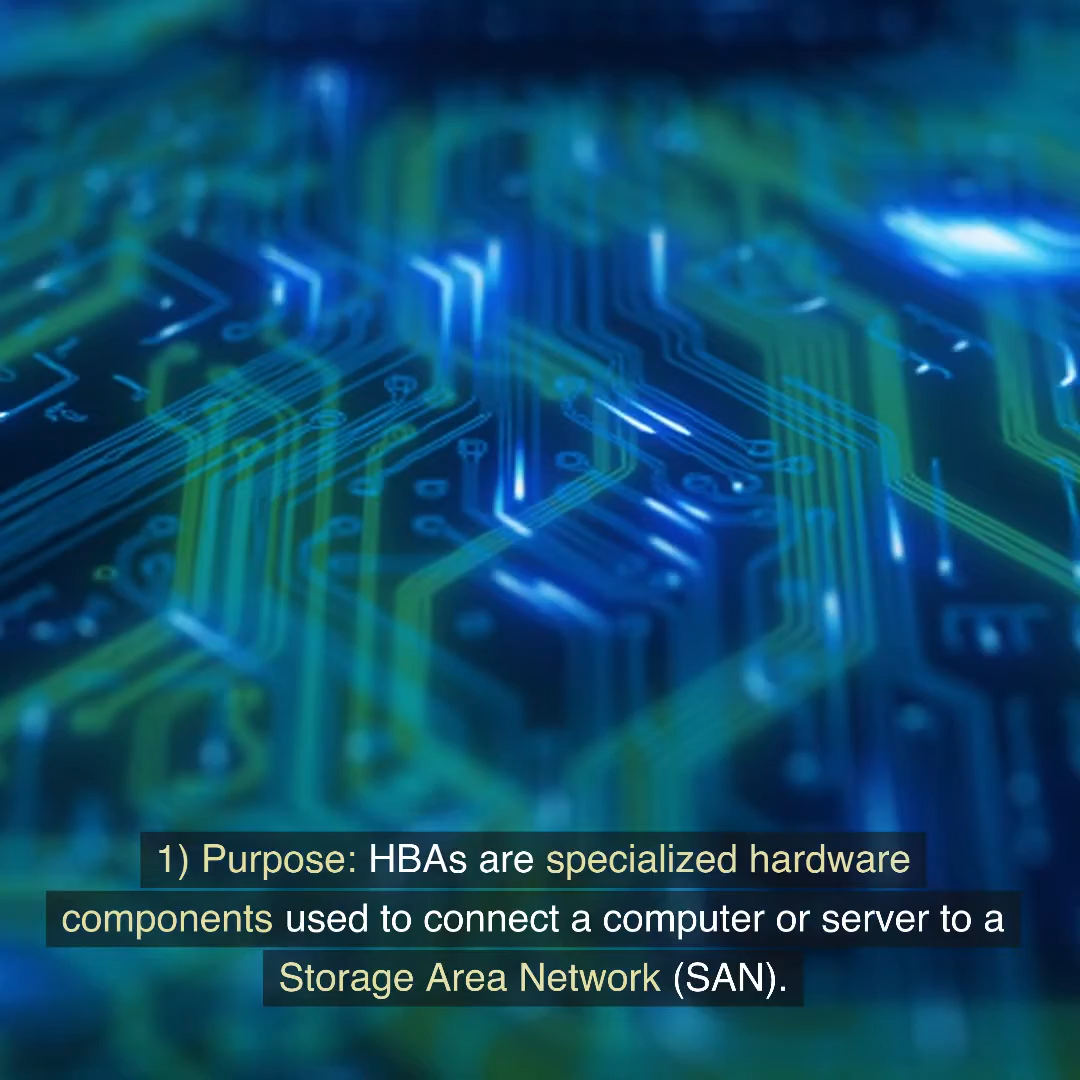 1) Purpose: HBAs are specialized hardware
components used to connect a computer or server to a
Storage Area Network (SAN).